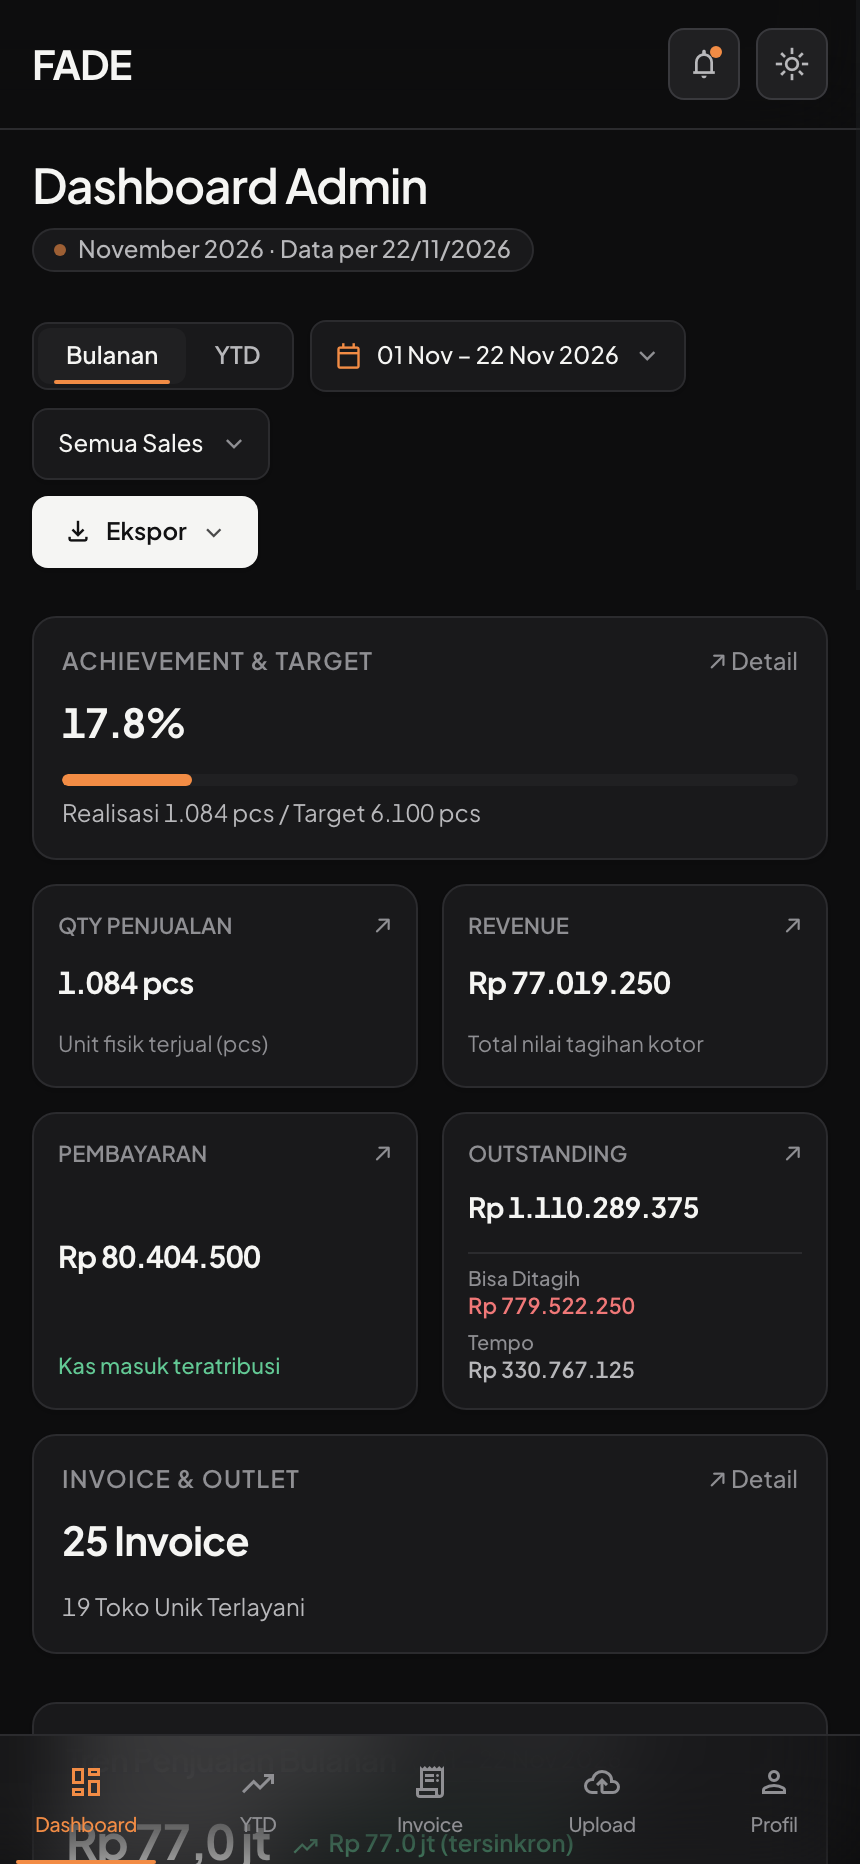 FADE
Dashboard Admin
November 2026 · Data per 22/11/2026
Bulanan
YTD
01 Nov – 22 Nov 2026
Semua Sales
Ekspor
ACHIEVEMENT & TARGET
Detail
17.8%
Realisasi 1.084 pcs / Target 6.100 pcs
QTY PENJUALAN
1.084 pcs
Unit fisik terjual (pcs)
REVENUE
Rp 77.019.250
Total nilai tagihan kotor
PEMBAYARAN
Rp 80.404.500
Kas masuk teratribusi
OUTSTANDING
Rp 1.110.289.375
Bisa Ditagih
Rp 779.522.250
Tempo
Rp 330.767.125
INVOICE & OUTLET
Detail
25 Invoice
19 Toko Unik Terlayani
Penjualan Bulanan
Rp 77,0 jt
Rp 77.0 jt (tersinkron)
Dashboard
YTD
Invoice
Upload
Profil